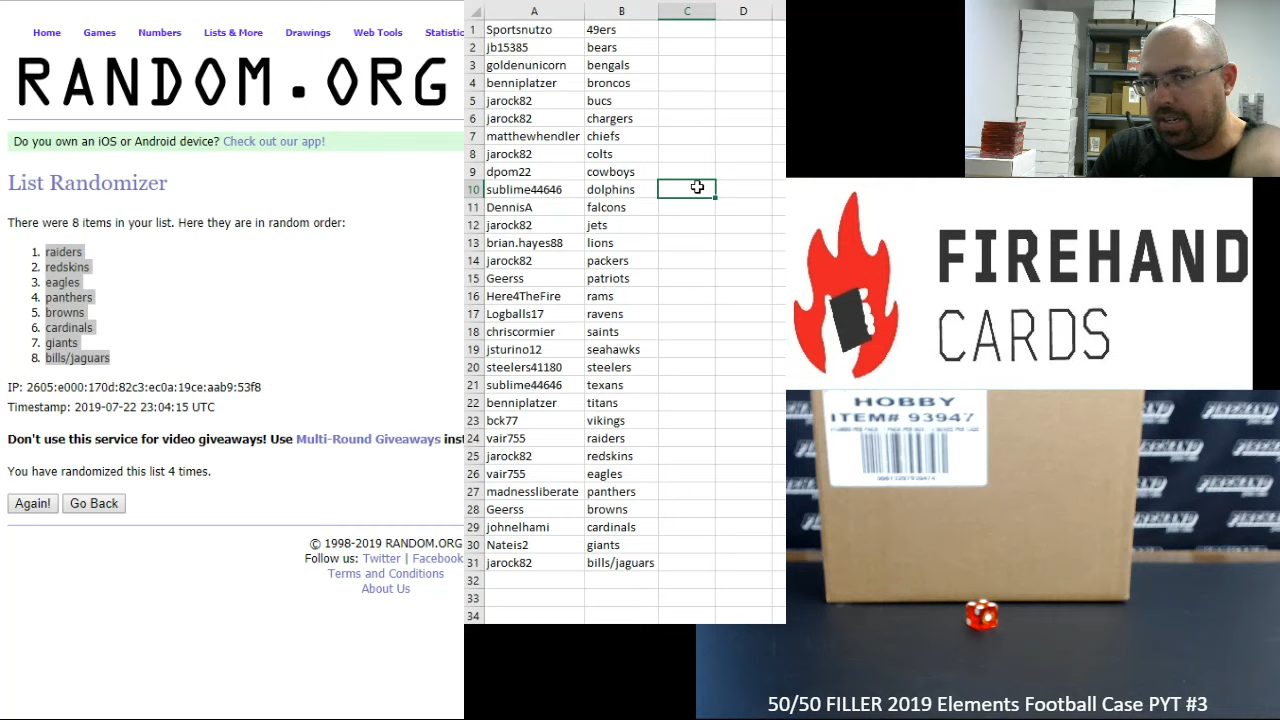 Home Games Numbers Lists & More Drawings Web Tools Statistic
RANDOM.ORG
Do you own an iOS or Android device? Check out our app!
List Randomizer
There were 8 items in your list. Here they are in random order:
1. raiders
2. redskins
3. eagles
4. panthers
5. browns
6. cardinals
7. giants
8. bills/jaguars
IP: 2605:e000:170d:82c3:ec0a:19ce:aab9:53f8
Timestamp: 2019-07-22 23:04:15 UTC
Don't use this service for video giveaways! Use Multi-Round Giveaways inst
You have randomized this list 4 times.
Again! Go Back
© 1998-2019 RANDOM.ORG
Follow us: Twitter | Facebook
Terms and Conditions
About Us
A B C D
1 Sportsnutzo 49ers
2 jb15385 bears
3 goldenunicorn bengals
4 benniplatzer broncos
5 jarock82 bucs
6 jarock82 chargers
7 matthewhendler chiefs
8 jarock82 colts
9 dpom22 cowboys
10 sublime44646 dolphins
11 DennisA falcons
12 jarock82 jets
13 brian.hayes88 lions
14 jarock82 packers
15 Geerss patriots
16 Here4TheFire rams
17 Logballs17 ravens
18 chriscormier saints
19 jsturino12 seahawks
20 steelers41180 steelers
21 sublime44646 texans
22 benniplatzer titans
23 bck77 vikings
24 vair755 raiders
25 jarock82 redskins
26 vair755 eagles
27 madnessliberate panthers
28 Geerss browns
29 johnelhami cardinals
30 Nateis2 giants
31 jarock82 bills/jaguars
32
33
34
FIREHAND
CARDS
HOBBY
ITEM# 93947
50/50 FILLER 2019 Elements Football Case PYT #3